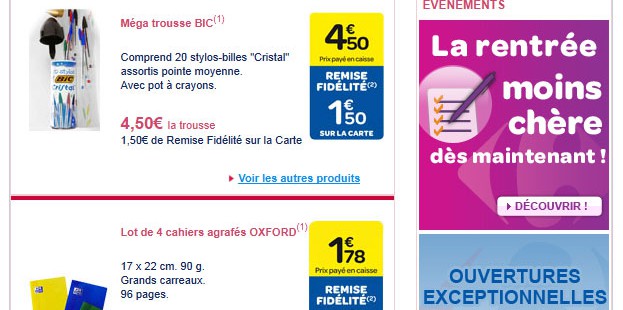 Méga trousse BIC(1)
Comprend 20 stylos-billes "Cristal"
assortis pointe moyenne.
Avec pot à crayons.
4,50€ la trousse
1,50€ de Remise Fidélité sur la Carte
4€50
Prix payé en caisse
REMISE
FIDÉLITÉ(2)
1€50
SUR LA CARTE
BIC
Cristal
Voir les autres produits
Lot de 4 cahiers agrafés OXFORD(1)
17 x 22 cm. 90 g.
Grands carreaux.
96 pages.
1€78
Prix payé en caisse
REMISE
FIDÉLITÉ(2)
EVENEMENTS
La rentrée
moins
chère
dès maintenant !
DÉCOUVRIR !
OUVERTURES
EXCEPTIONNELLES